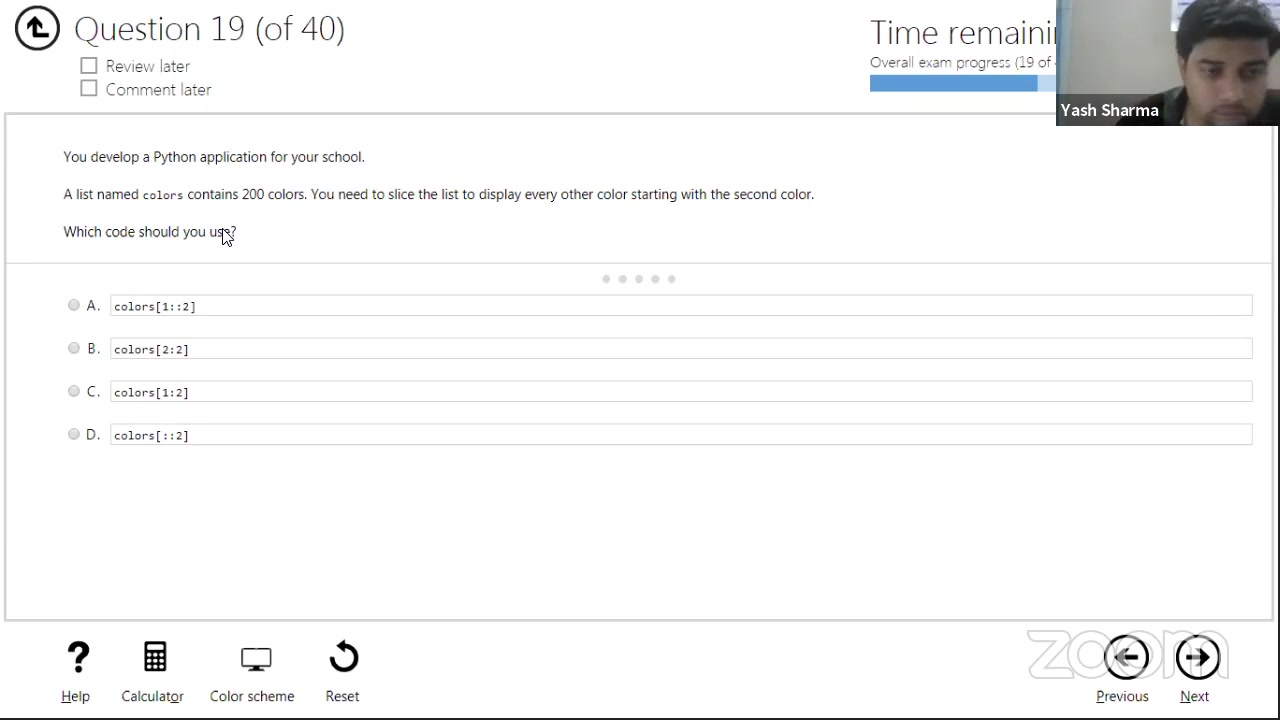 Question 19 (of 40)
Review later
Comment later
Time remaini
Overall exam progress (19 of
Yash Sharma
You develop a Python application for your school.
A list named colors contains 200 colors. You need to slice the list to display every other color starting with the second color.
Which code should you use?
A. colors[1::2]
B. colors[2:2]
C. colors[1:2]
D. colors[::2]
zoom
? Help
Calculator
Color scheme
Reset
Previous
Next